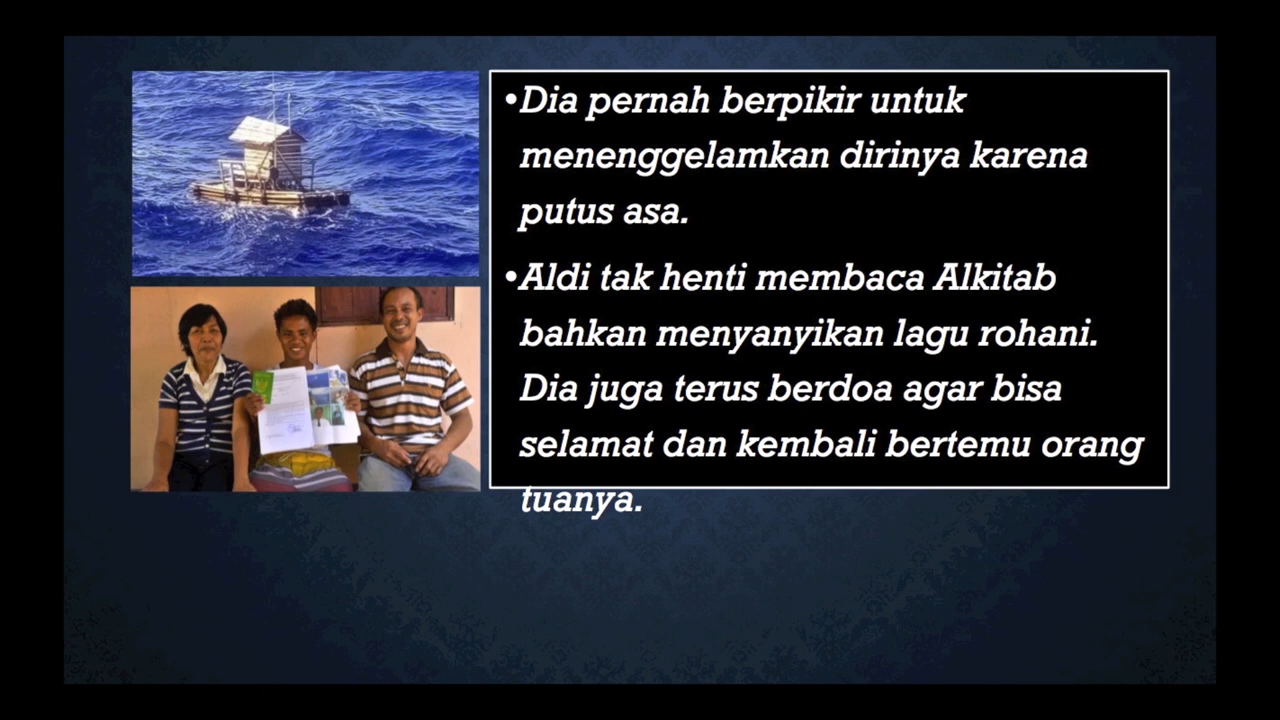 •Dia pernah berpikir untuk
menenggelamkan dirinya karena
putus asa.
•Aldi tak henti membaca Alkitab
bahkan menyanyikan lagu rohani.
Dia juga terus berdoa agar bisa
selamat dan kembali bertemu orang
tuanya.